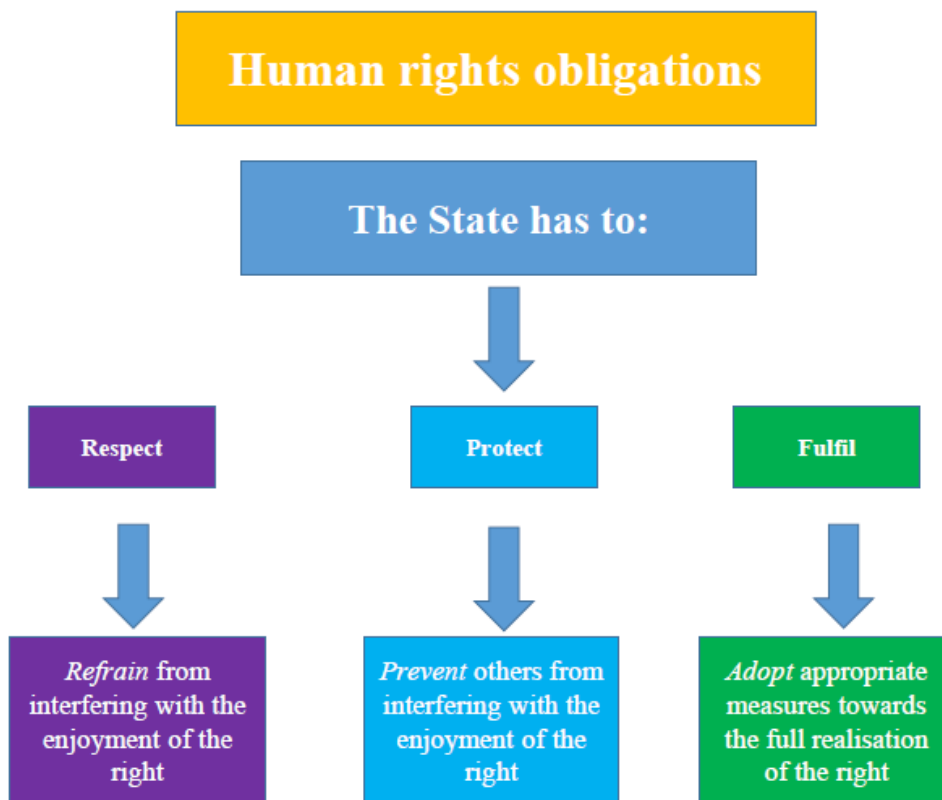 Human rights obligations
The State has to:
Respect
Protect
Fulfil
Refrain from
interfering with the
enjoyment of the
right
Prevent others from
interfering with the
enjoyment of the
right
Adopt appropriate
measures towards
the full realisation
of the right